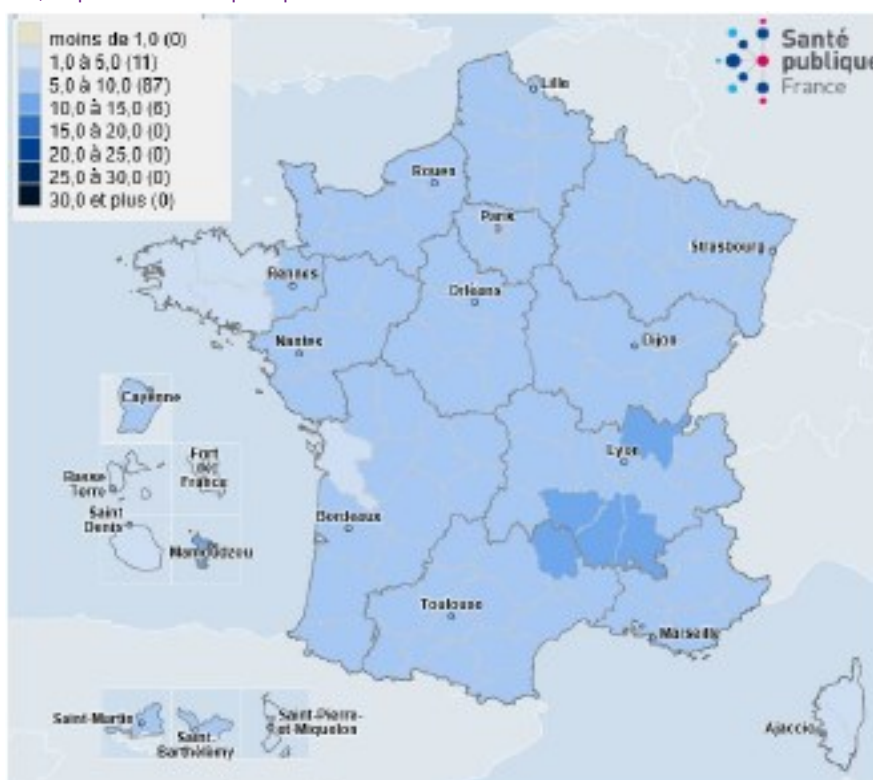 moins de 1,0 (0)
1,0 à 5,0 (11)
5,0 à 10,0 (87)
10,0 à 15,0 (6)
15,0 à 20,0 (0)
20,0 à 25,0 (0)
25,0 à 30,0 (0)
30,0 et plus (0)
Santé
publique
France
Lille
Rouen
Paris
Strasbourg
Rennes
Orléans
Nantes
Dijon
Cayenne
Lyon
Fort
de
France
Basse
Terre
Saint
Denis
Bordeaux
Mamoudzou
Toulouse
Marseille
Saint-Martin
Saint-
Barthélémy
Saint-Pierre-
et-Miquelon
Ajaccio